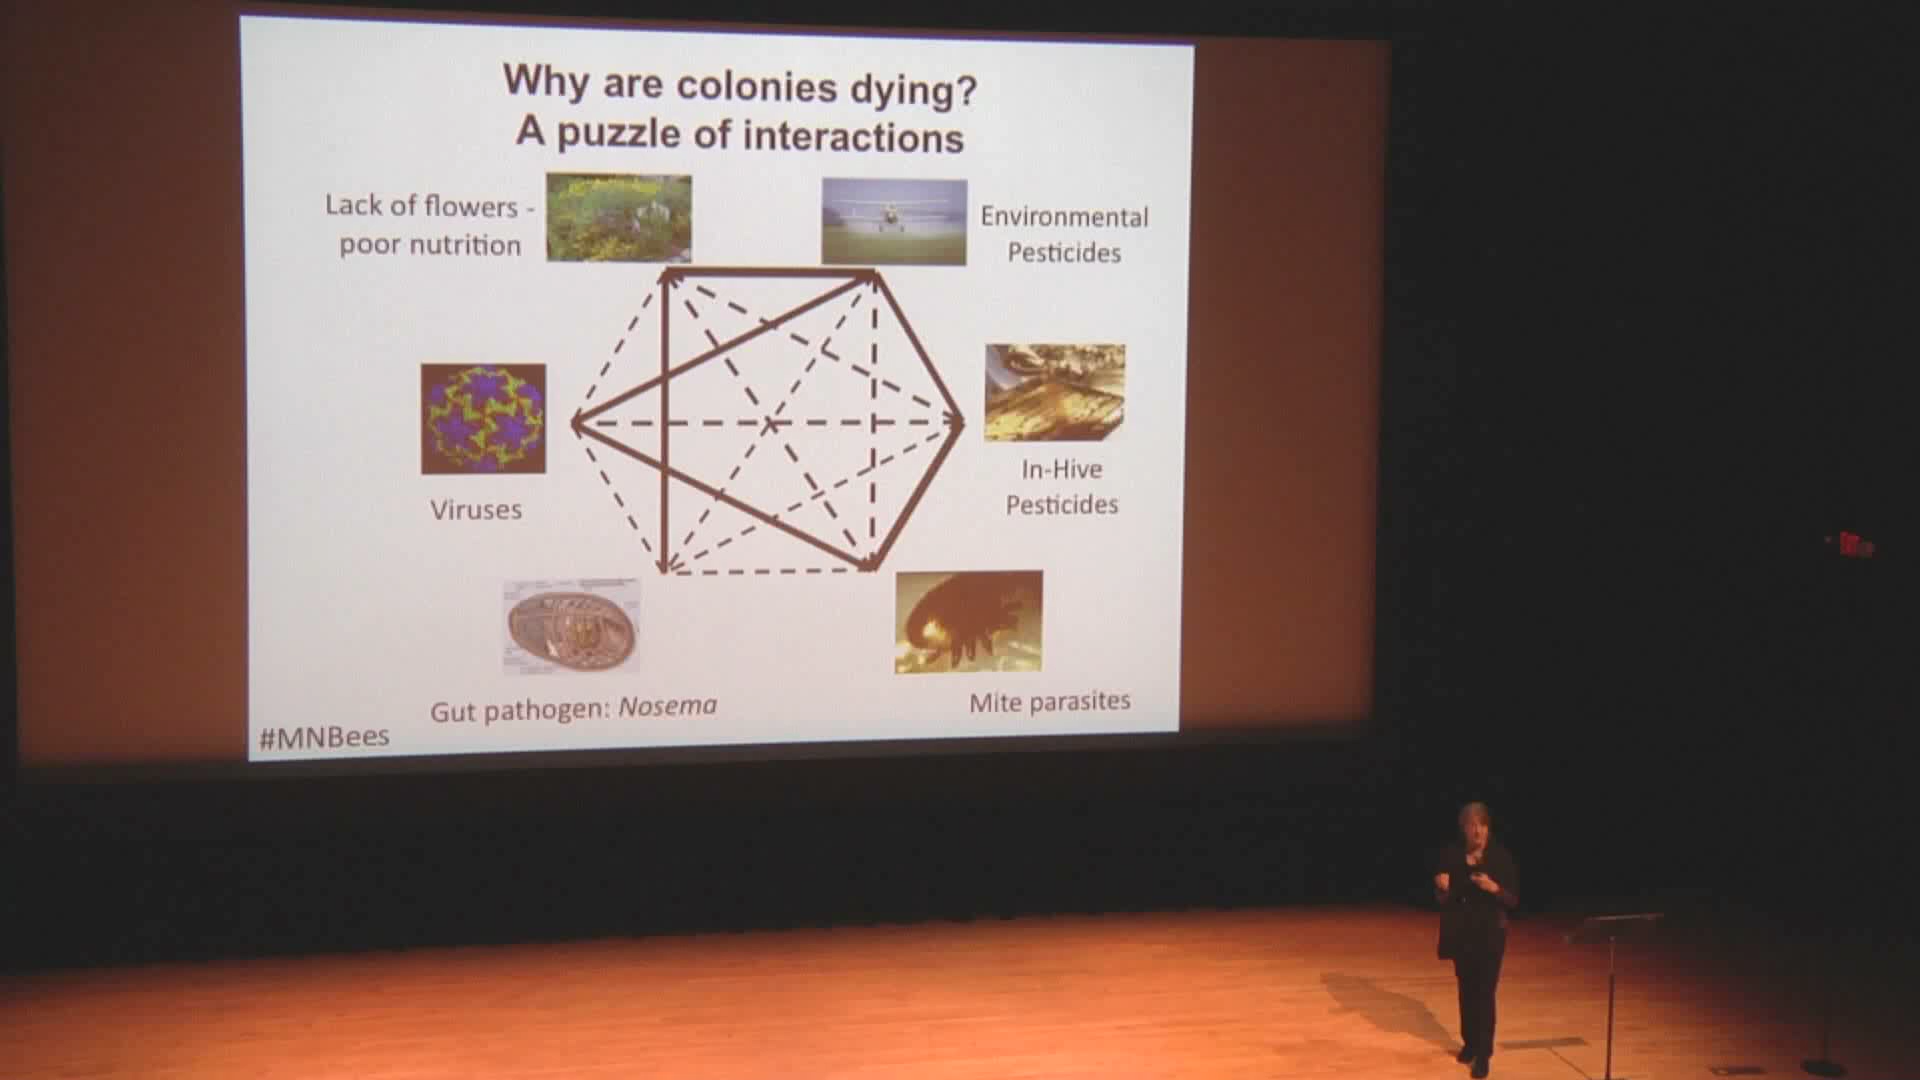 Why are colonies dying?
A puzzle of interactions
Lack of flowers -
poor nutrition
Environmental
Pesticides
Viruses
In-Hive
Pesticides
Gut pathogen: Nosema
Mite parasites
#MNBees